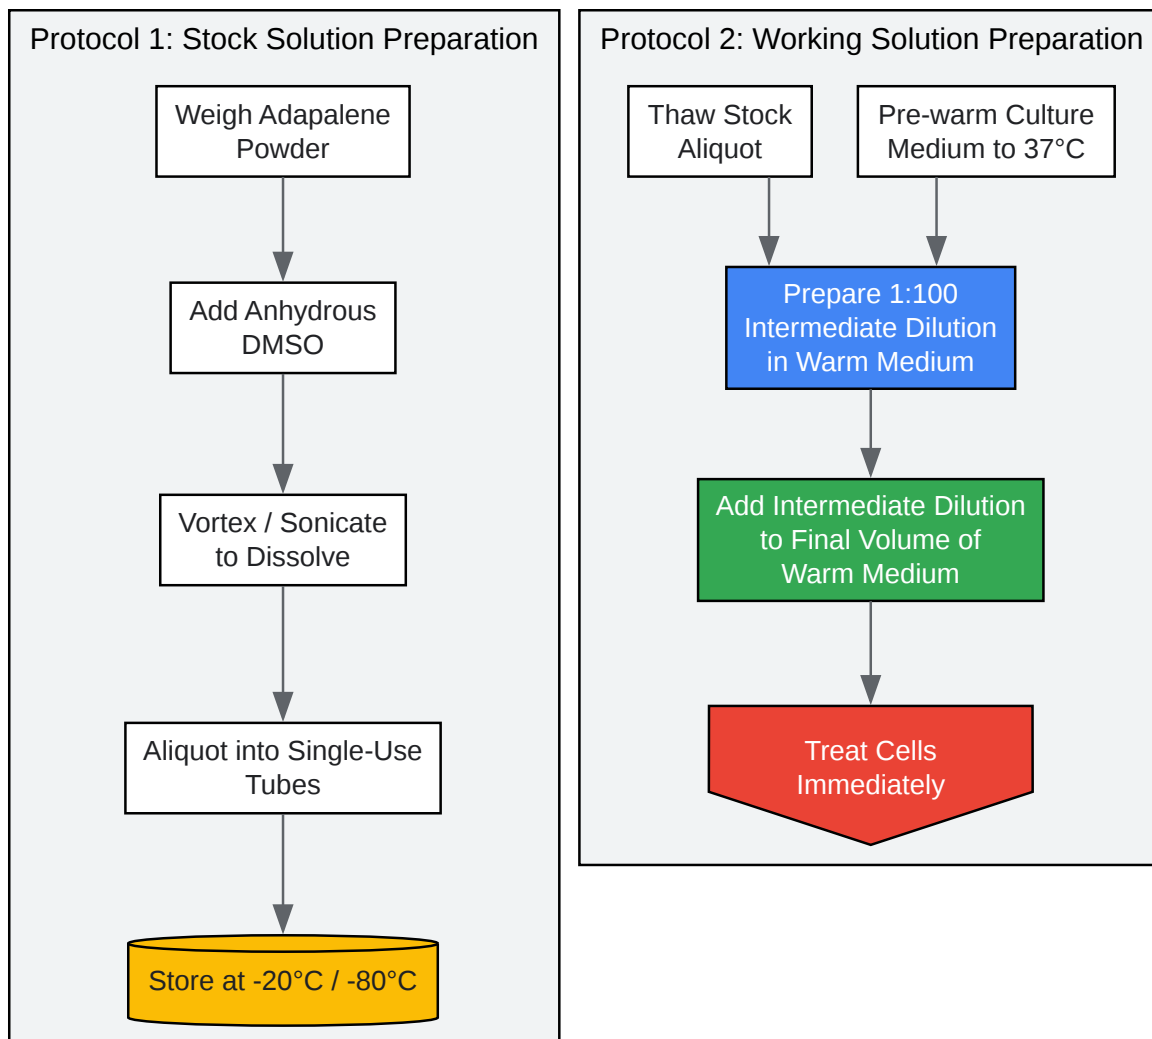 Protocol 1: Stock Solution Preparation
Weigh Adapalene
Powder
Add Anhydrous
DMSO
Vortex / Sonicate
to Dissolve
Aliquot into Single-Use
Tubes
Store at -20°C / -80°C
Protocol 2: Working Solution Preparation
Thaw Stock
Aliquot
Pre-warm Culture
Medium to 37°C
Prepare 1:100
Intermediate Dilution
in Warm Medium
Add Intermediate Dilution
to Final Volume of
Warm Medium
Treat Cells
Immediately